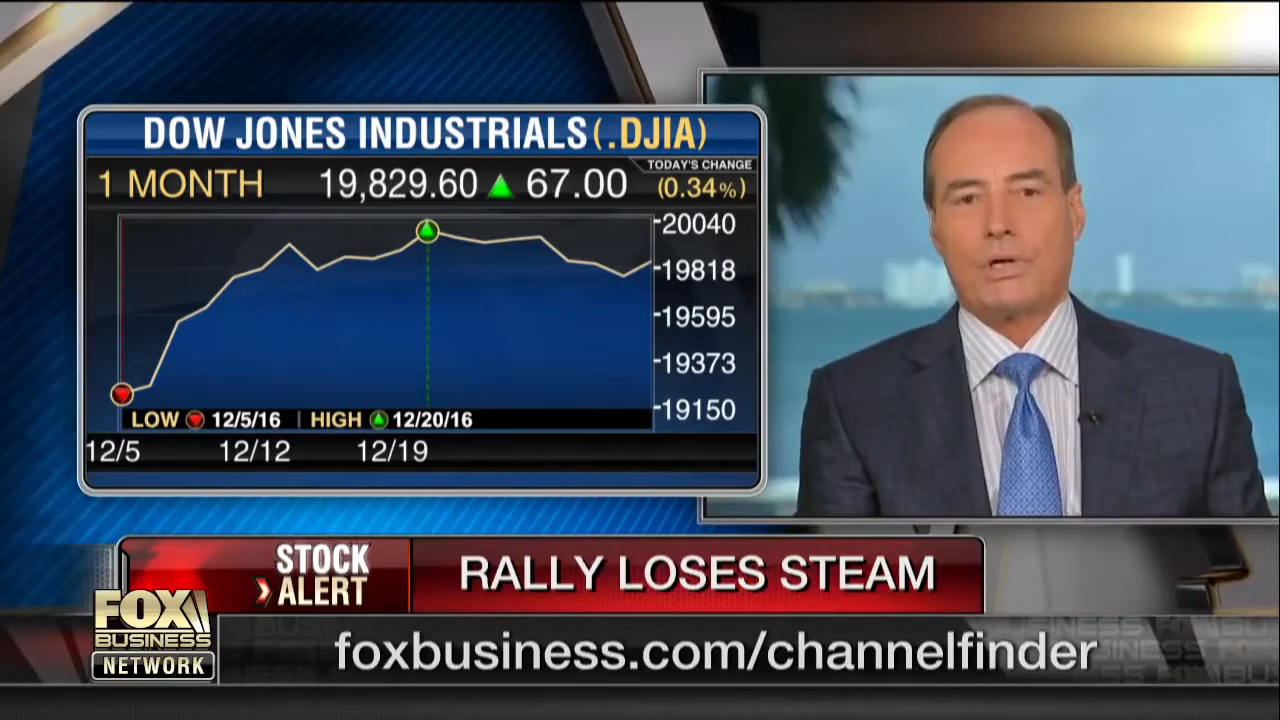 DOW JONES INDUSTRIALS (.DJIA)
TODAY'S CHANGE
1 MONTH 19,829.60 67.00 (0.34%)
20040
19818
19595
19373
19150
LOW 12/5/16 | HIGH 12/20/16
12/5 12/12 12/19
STOCK
ALERT
RALLY LOSES STEAM
FOX
BUSINESS
NETWORK
foxbusiness.com/channelfinder